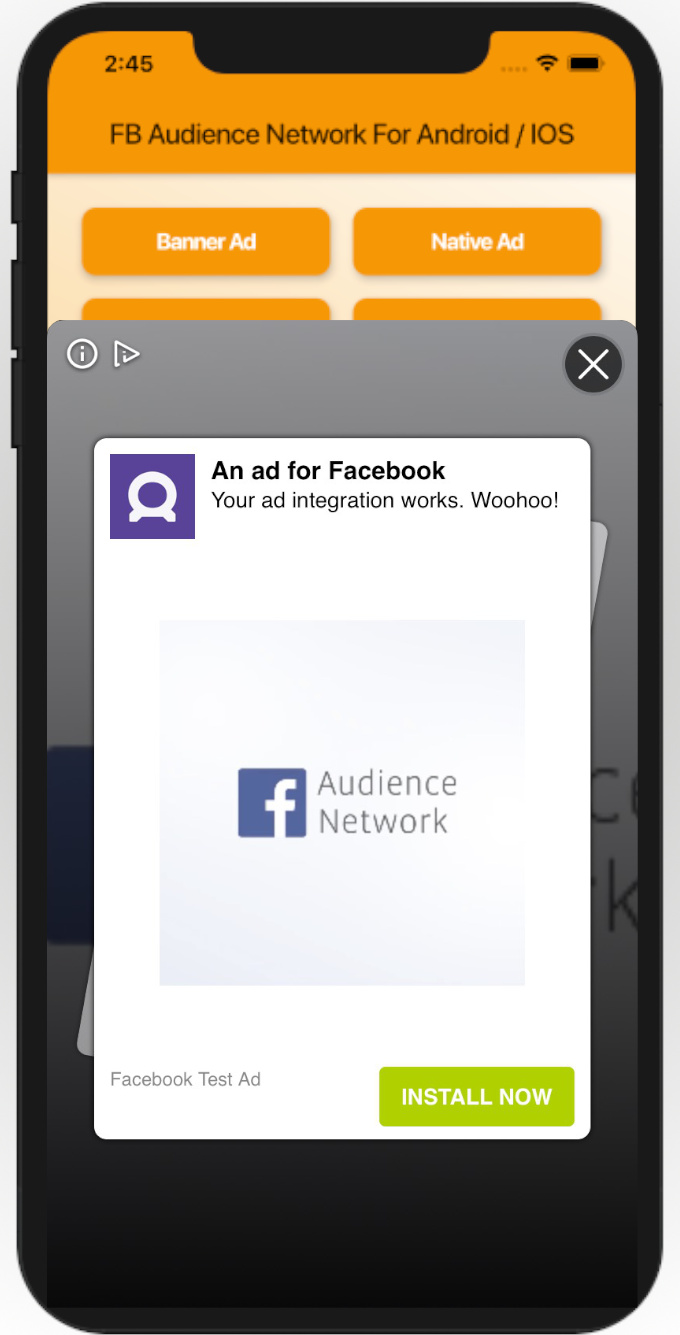 2:45
FB Audience Network For Android / IOS
Banner Ad
Native Ad
An ad for Facebook
Your ad integration works. Woohoo!
Audience
Network
Facebook Test Ad
INSTALL NOW